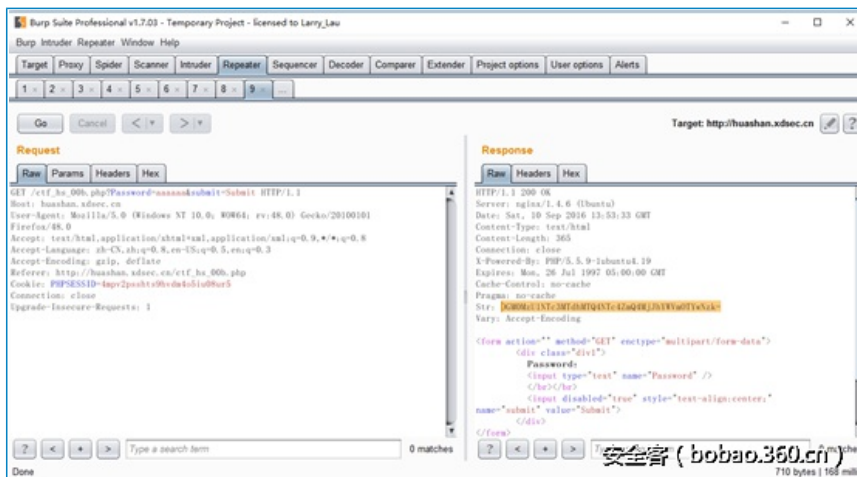 Burp Suite Professional v1.7.03 - Temporary Project - licensed to Larry_Lau
Burp Intruder Repeater Window Help
Target Proxy Spider Scanner Intruder Repeater Sequencer Decoder Comparer Extender Project options User options Alerts
1 × 2 × 3 × 4 × 5 × 6 × 7 × 8 × 9 × ...
Go Cancel < > Target: http://huashan.xdsec.cn ?
Request
Raw Params Headers Hex
GET /ctf_hs_00b.php?Password=aaaaaa&submit=Submit HTTP/1.1
Host: huashan.xdsec.cn
User-Agent: Mozilla/5.0 (Windows NT 10.0; WOW64; rv:48.0) Gecko/20100101
Firefox/48.0
Accept: text/html,application/xhtml+xml,application/xml;q=0.9,*/*;q=0.8
Accept-Language: zh-CN,zh;q=0.8,en-US;q=0.5,en;q=0.3
Accept-Encoding: gzip, deflate
Referer: http://huashan.xdsec.cn/ctf_hs_00b.php
Cookie:
Connection: close
Upgrade-Insecure-Requests: 1
? < + > Type a search term 0 matches
Response
Raw Headers Hex
HTTP/1.1 200 OK
Server: nginx/1.4.6 (Ubuntu)
Date: Sat, 10 Sep 2016 13:53:33 GMT
Content-Type: text/html
Content-Length: 365
Connection: close
X-Powered-By: PHP/5.5.9-1ubuntu4.19
Expires: Mon, 26 Jul 1997 05:00:00 GMT
Cache-Control: no-cache
Pragma: no-cache
Str:
Vary: Accept-Encoding
<form action="" method="GET" enctype="multipart/form-data">
<div class="div1">
Password:
<input type="text" name="Password" />
</br></br>
<input disabled="true" style="text-align:center;"
name="submit" value="Submit">
</div>
</form>
? < + >
安全客 ( bobao.360.cn )
Done
710 bytes | 168